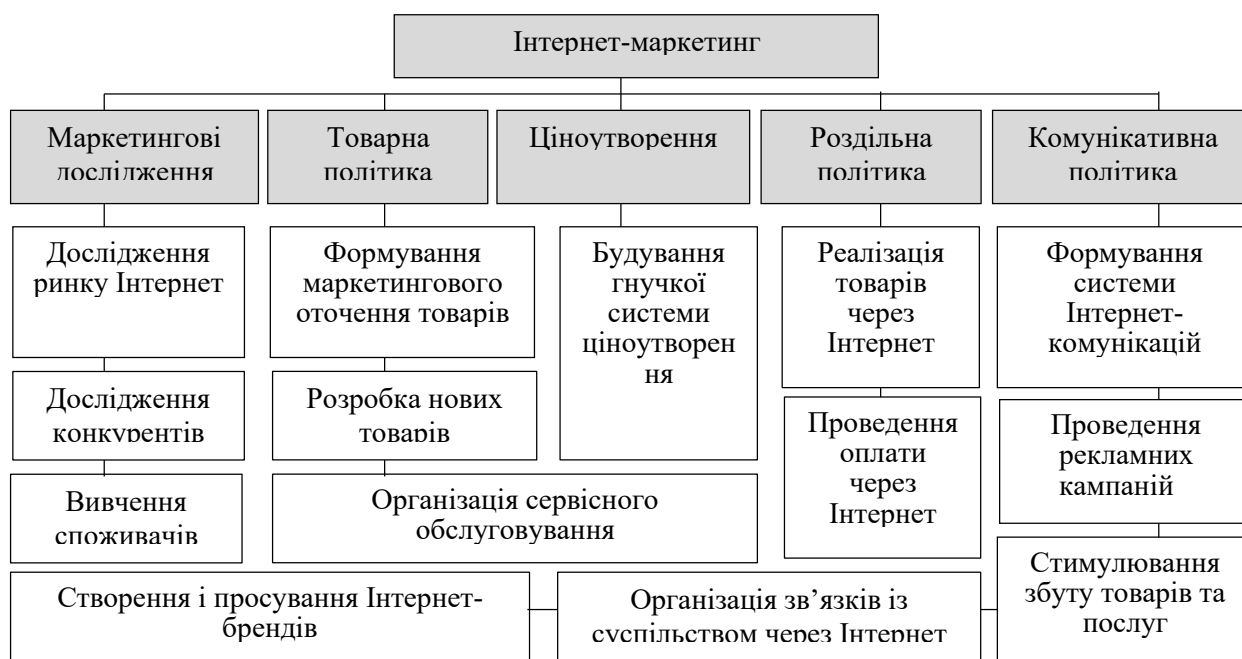 Інтернет-маркетинг
Маркетингові
дослідження
Товарна
політика
Ціноутворення
Роздільна
політика
Комунікативна
політика
Дослідження
ринку Інтернет
Формування
маркетингового
оточення товарів
Будування
гнучкої
системи
ціноутворен
ня
Реалізація
товарів
через
Інтернет
Формування
системи
Інтернет-
комунікацій
Дослідження
конкурентів
Розробка нових
товарів
Проведення
оплати
через
Інтернет
Проведення
рекламних
кампаній
Вивчення
споживачів
Організація сервісного
обслуговування
Стимулювання
збуту товарів та
послуг
Створення і просування Інтернет-
брендів
Організація зв’язків із
суспільством через Інтернет